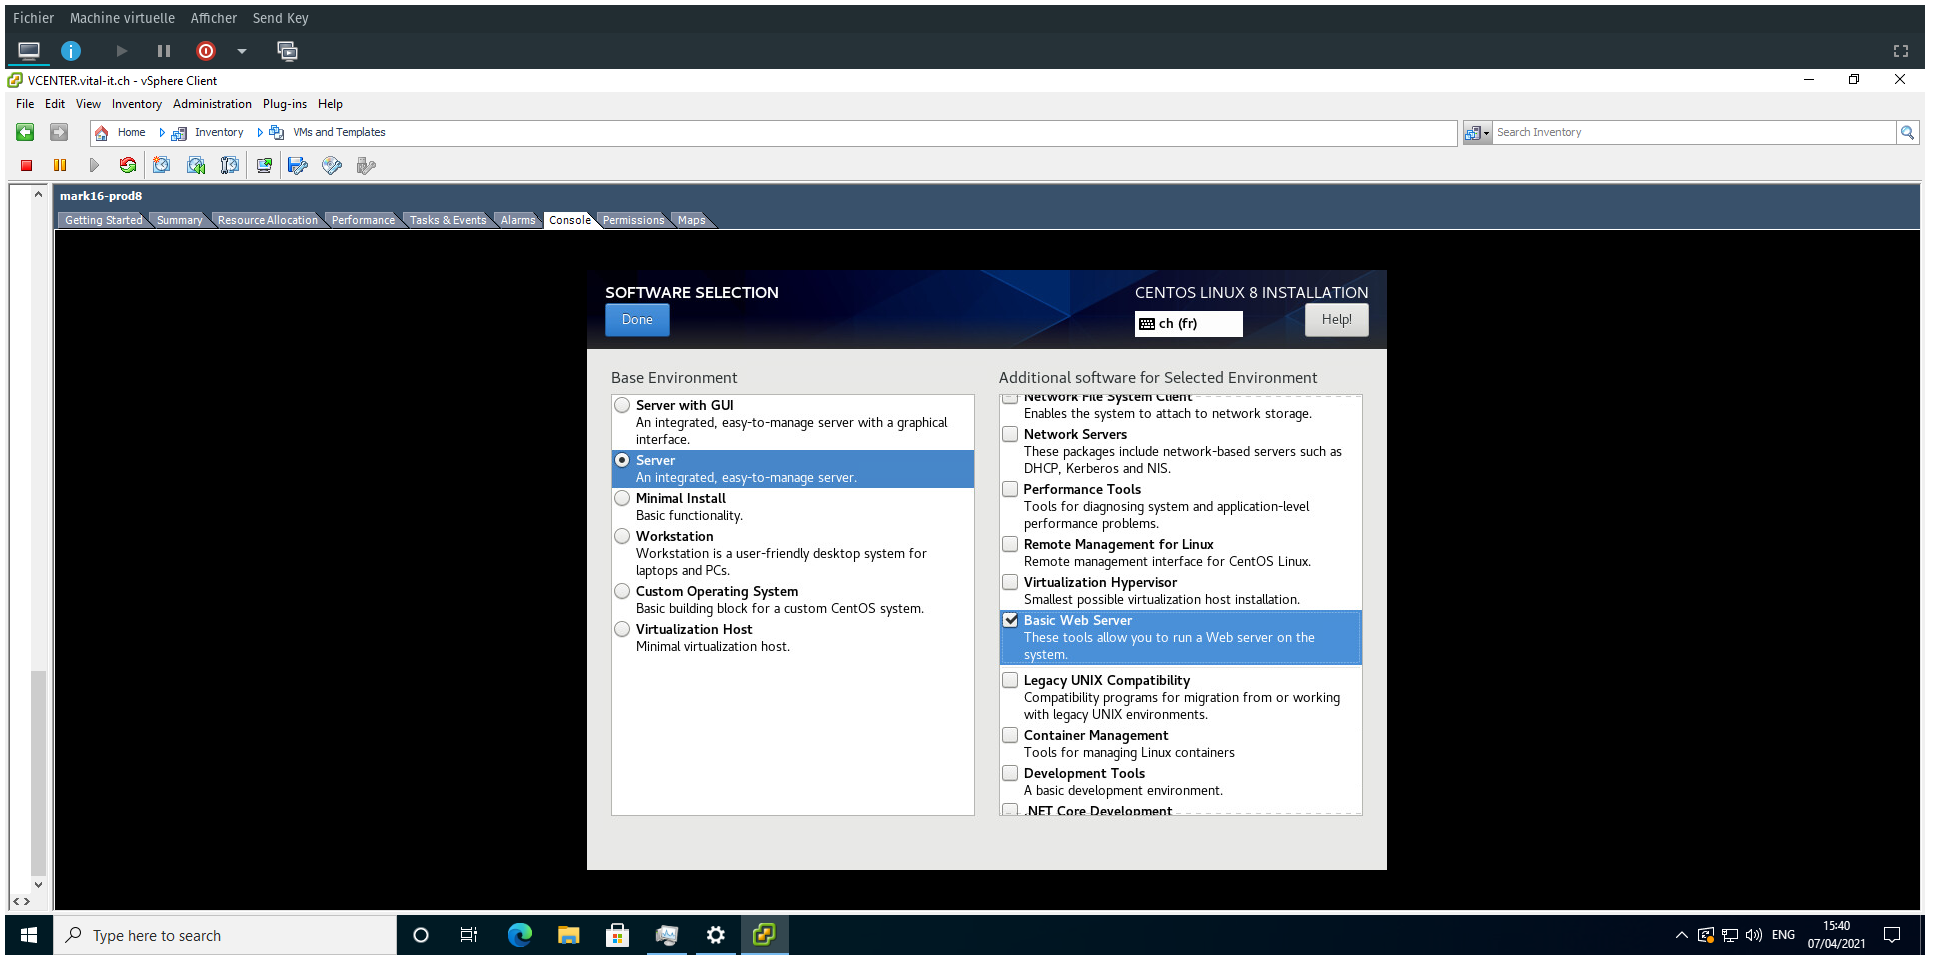 Fichier Machine virtuelle Afficher Send Key
VCENTER.vital-it.ch - vSphere Client
File Edit View Inventory Administration Plug-ins Help
Home Inventory VMs and Templates Search Inventory
mark16-prod8
Getting Started Summary Resource Allocation Performance Tasks & Events Alarms Console Permissions Maps
SOFTWARE SELECTION
CENTOS LINUX 8 INSTALLATION
Done
ch (fr)
Help!
Base Environment
Server with GUI
An integrated, easy-to-manage server with a graphical
interface.
Server
An integrated, easy-to-manage server.
Minimal Install
Basic functionality.
Workstation
Workstation is a user-friendly desktop system for
laptops and PCs.
Custom Operating System
Basic building block for a custom CentOS system.
Virtualization Host
Minimal virtualization host.
Additional software for Selected Environment
Network File System Client
Enables the system to attach to network storage.
Network Servers
These packages include network-based servers such as
DHCP, Kerberos and NIS.
Performance Tools
Tools for diagnosing system and application-level
performance problems.
Remote Management for Linux
Remote management interface for CentOS Linux.
Virtualization Hypervisor
Smallest possible virtualization host installation.
Basic Web Server
These tools allow you to run a Web server on the
system.
Legacy UNIX Compatibility
Compatibility programs for migration from or working
with legacy UNIX environments.
Container Management
Tools for managing Linux containers
Development Tools
A basic development environment.
.NET Core Development
Type here to search
ENG
15:40
07/04/2021